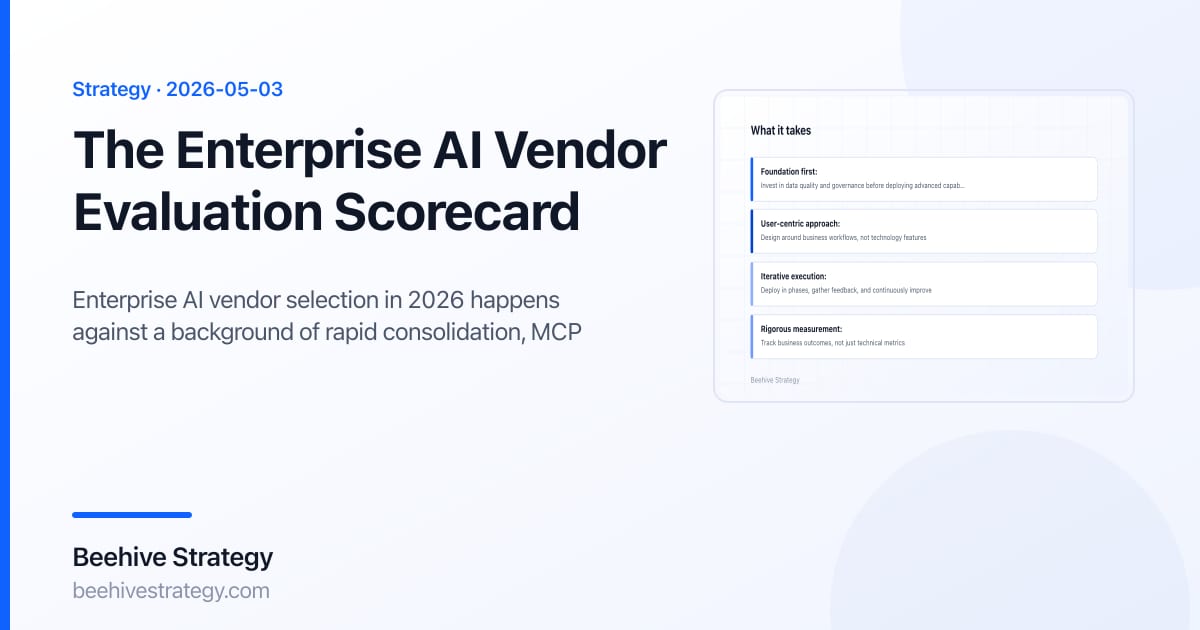 Strategy · 2026-05-03
The Enterprise AI Vendor
Evaluation Scorecard
Enterprise AI vendor selection in 2026 happens
against a background of rapid consolidation, MCP
What it takes
Foundation first:
Invest in data quality and governance before deploying advanced capab...
User-centric approach:
Design around business workflows, not technology features
Iterative execution:
Deploy in phases, gather feedback, and continuously improve
Rigorous measurement:
Track business outcomes, not just technical metrics
Beehive Strategy
Beehive Strategy
beehivestrategy.com